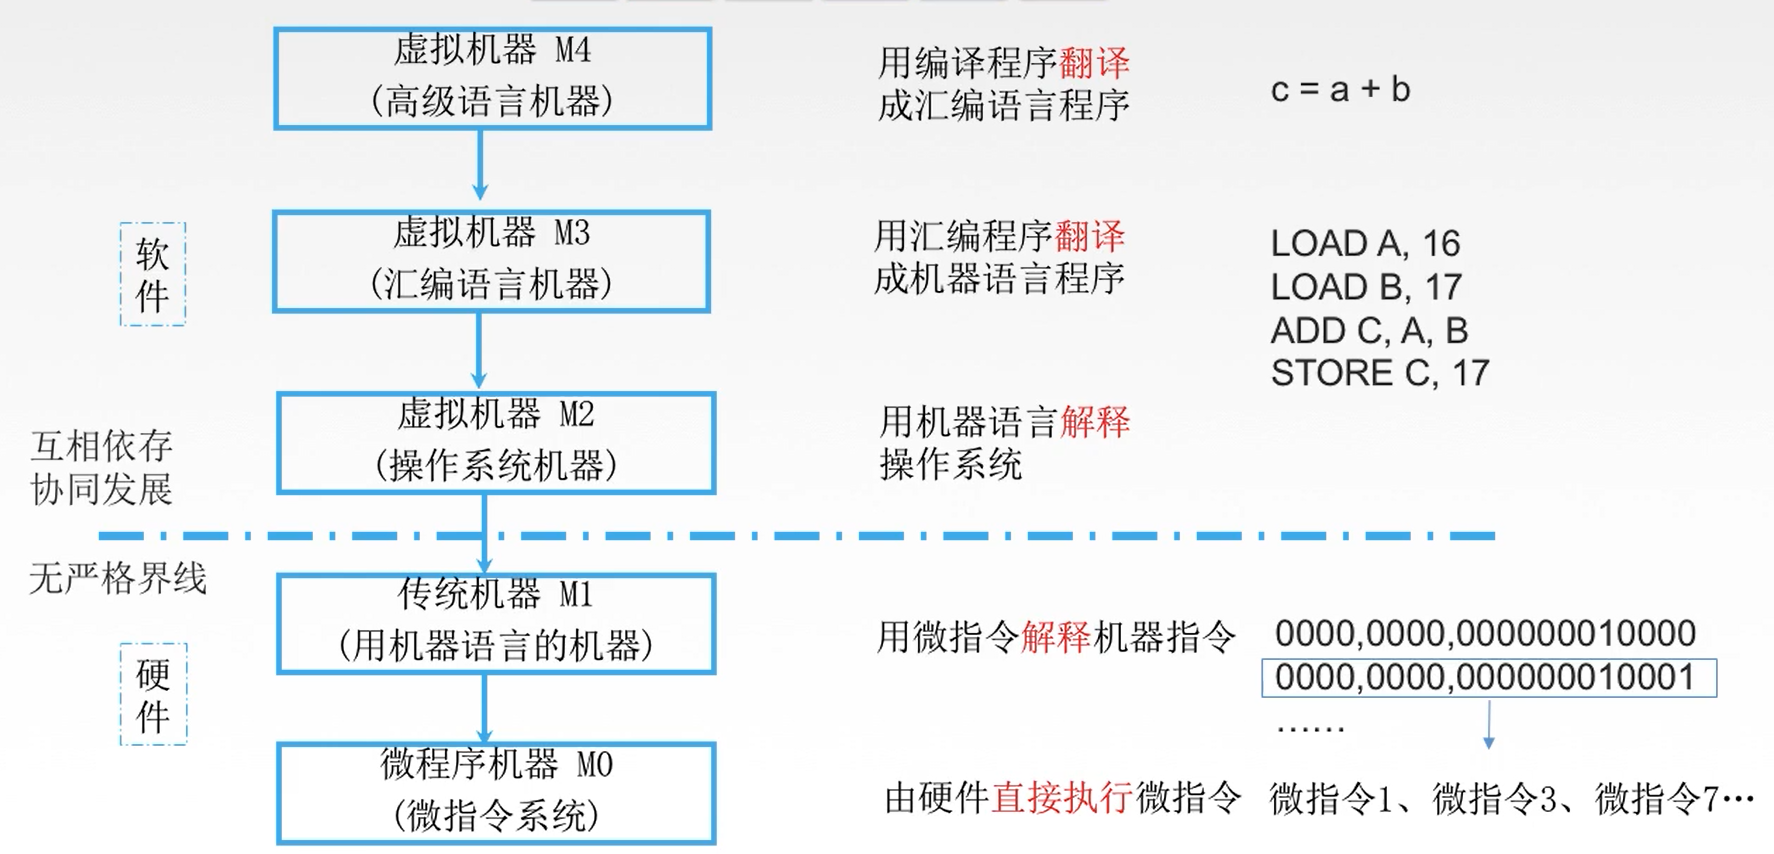 虚拟机器 M4
(高级语言机器)
用编译程序翻译
成汇编语言程序
c = a + b
软
件
虚拟机器 M3
(汇编语言机器)
用汇编程序翻译
成机器语言程序
LOAD A, 16
LOAD B, 17
ADD C, A, B
STORE C, 17
虚拟机器 M2
(操作系统机器)
用机器语言解释
操作系统
互相依存
协同发展
无严格界线
硬
件
传统机器 M1
(用机器语言的机器)
用微指令解释机器指令
0000,0000,000000010000
0000,0000,000000010001
……
微程序机器 M0
(微指令系统)
由硬件直接执行微指令
微指令1、微指令3、微指令7…